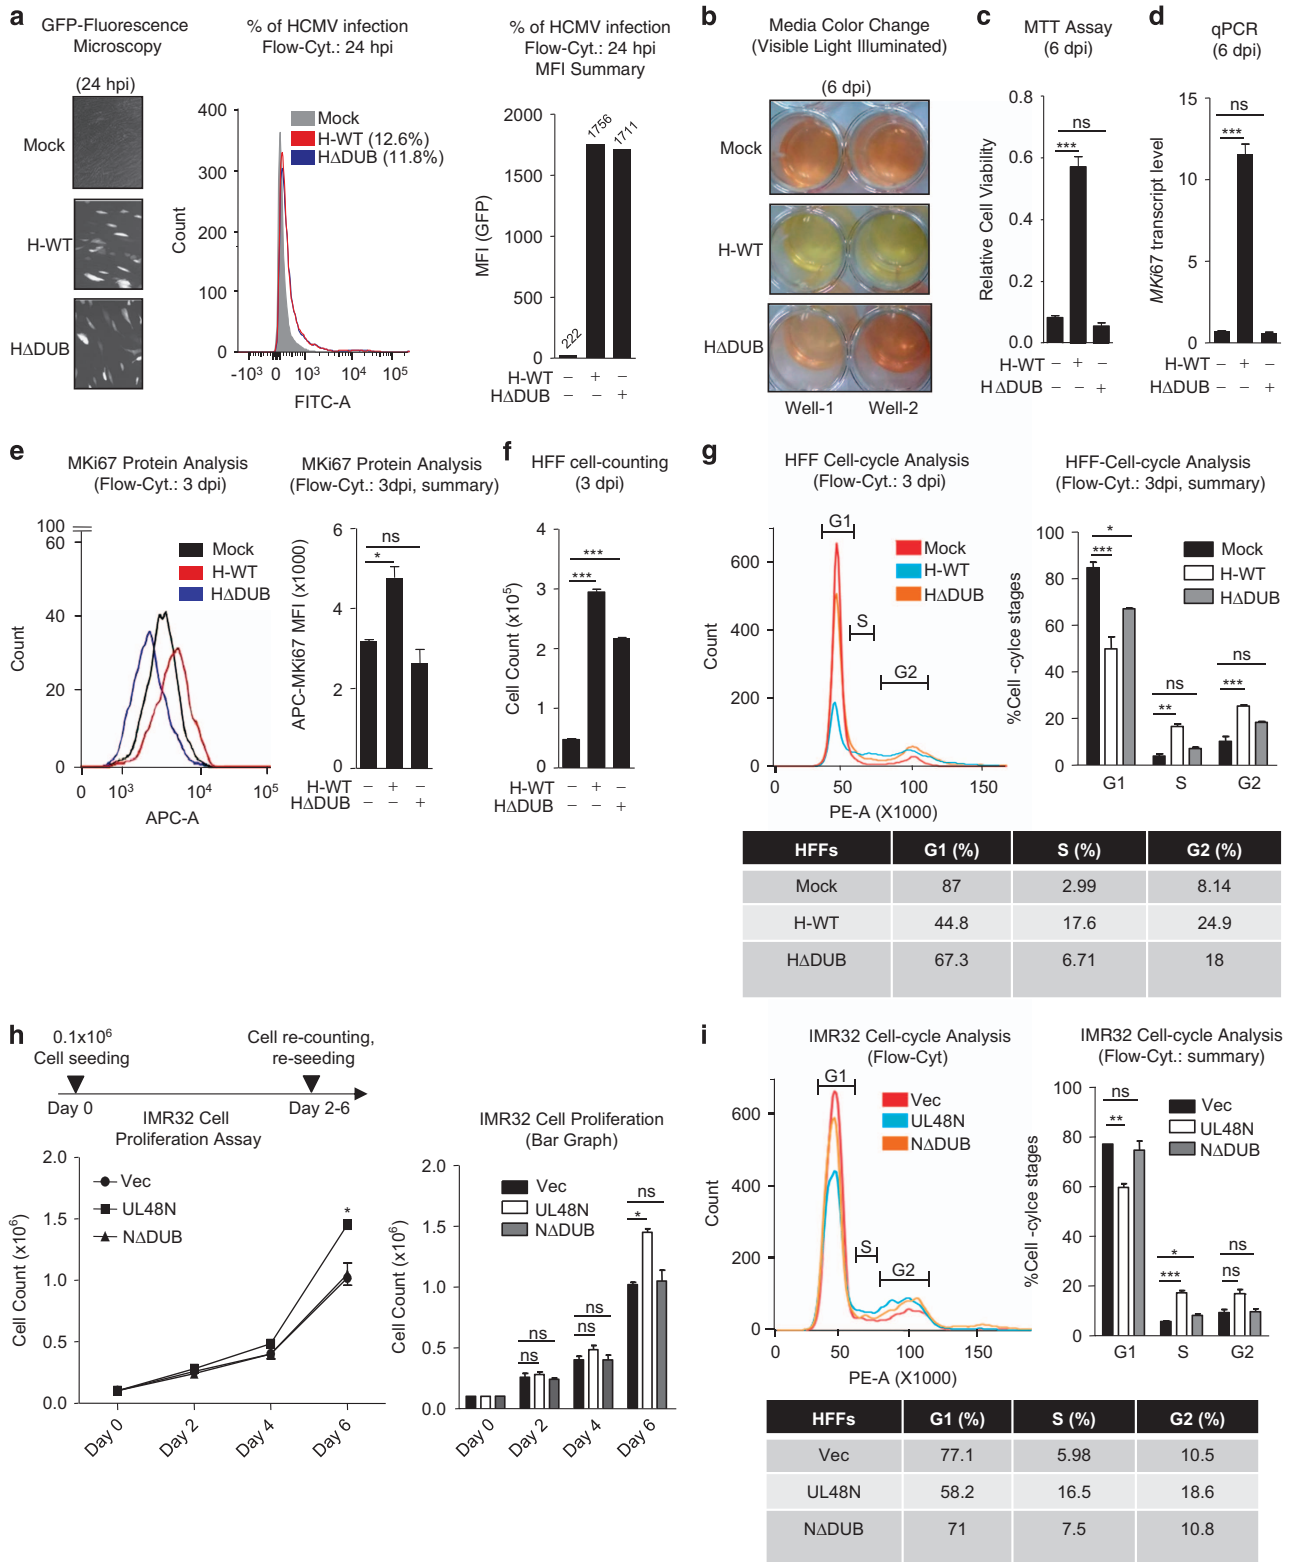 a
GFP-Fluorescence
Microscopy
(24 hpi)
Mock
H-WT
HΔDUB
% of HCMV infection
Flow-Cyt.: 24 hpi
400
300
200
100
0
Count
Mock
H-WT (12.6%)
HΔDUB (11.8%)
-10³ 0 10³ 10⁴ 10⁵
FITC-A
% of HCMV infection
Flow-Cyt.: 24 hpi
MFI Summary
2000
1500
1000
500
0
MFI (GFP)
222
1756
1711
H-WT – + –
HΔDUB – – +
b
Media Color Change
(Visible Light Illuminated)
(6 dpi)
Mock
H-WT
HΔDUB
Well-1 Well-2
c
MTT Assay
(6 dpi)
0.8
0.6
0.4
0.2
0.0
Relative Cell Viability
ns
***
– + –
– – +
d
qPCR
(6 dpi)
15
10
5
0
MKi67 transcript level
ns
***
H-WT – + –
HΔDUB – – +
e
MKi67 Protein Analysis
(Flow-Cyt.: 3 dpi)
100
60
40
20
0
Count
Mock
H-WT
HΔDUB
0 10³ 10⁴ 10⁵
APC-A
MKi67 Protein Analysis
(Flow-Cyt.: 3dpi, summary)
6
4
2
0
APC-MKi67 MFI (x1000)
ns
*
H-WT – + –
HΔDUB – – +
f
HFF cell-counting
(3 dpi)
4
3
2
1
0
Cell Count (x10⁵)
***
***
H-WT – + –
HΔDUB – – +
g
HFF Cell-cycle Analysis
(Flow-Cyt.: 3 dpi)
600
400
200
0
Count
G1
S
G2
Mock
H-WT
HΔDUB
0 50 100 150
PE-A (X1000)
HFF-Cell-cycle Analysis
(Flow-Cyt.: 3dpi, summary)
100
80
60
40
20
0
%Cell -cylce stages
*
***
ns
**
ns
***
Mock
H-WT
HΔDUB
G1 S G2
HFFs G1 (%) S (%) G2 (%)
Mock 87 2.99 8.14
H-WT 44.8 17.6 24.9
HΔDUB 67.3 6.71 18
h
0.1x10⁶
Cell seeding
Cell re-counting,
re-seeding
Day 0 Day 2-6
IMR32 Cell
Proliferation Assay
2.0
1.5
1.0
0.5
0.0
Cell Count (x10⁶)
Vec
UL48N
NΔDUB
*
Day 0 Day 2 Day 4 Day 6
IMR32 Cell Proliferation
(Bar Graph)
2.0
1.5
1.0
0.5
0.0
Cell Count (x10⁶)
Vec
UL48N
NΔDUB
ns
ns
ns
ns
ns
*
Day 0 Day 2 Day 4 Day 6
i
IMR32 Cell-cycle Analysis
(Flow-Cyt)
600
400
200
0
Count
G1
S
G2
Vec
UL48N
NΔDUB
0 50 100 150
PE-A (X1000)
IMR32 Cell-cycle Analysis
(Flow-Cyt.: summary)
100
80
60
40
20
0
%Cell -cylce stages
ns
**
*
***
ns
ns
Vec
UL48N
NΔDUB
G1 S G2
HFFs G1 (%) S (%) G2 (%)
Vec 77.1 5.98 10.5
UL48N 58.2 16.5 18.6
NΔDUB 71 7.5 10.8